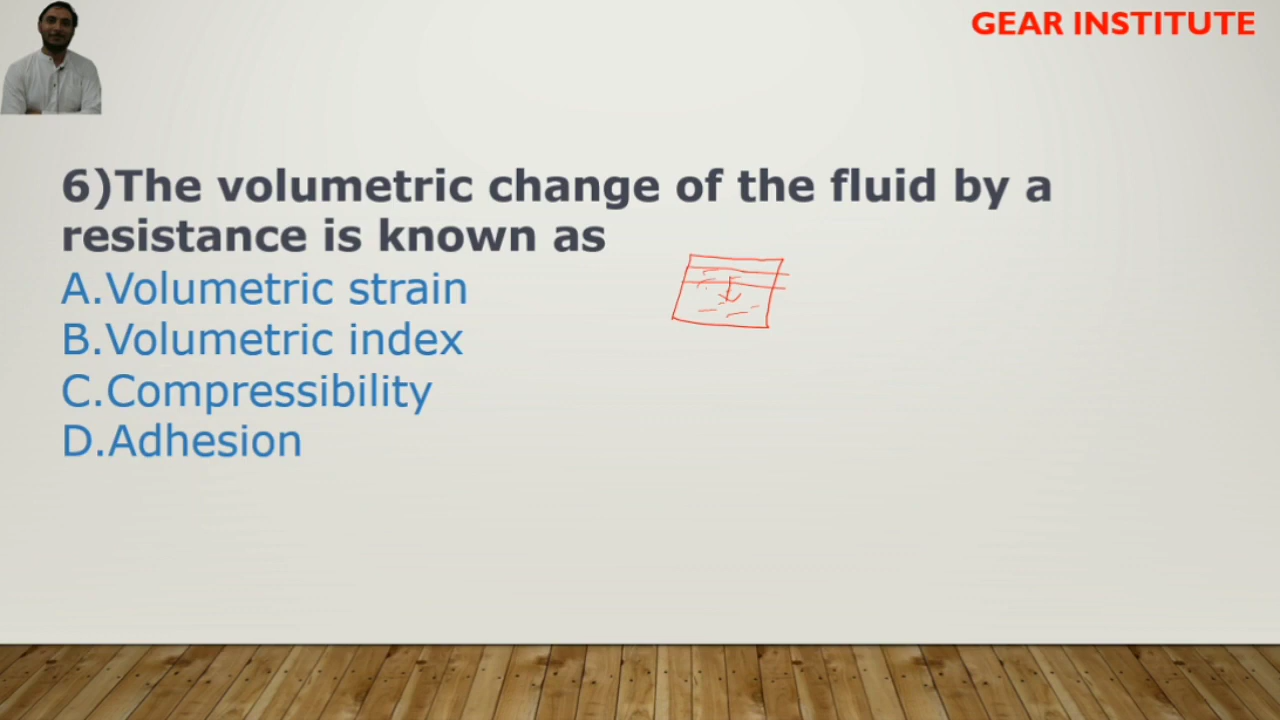 GEAR INSTITUTE
6)The volumetric change of the fluid by a
resistance is known as
A.Volumetric strain
B.Volumetric index
C.Compressibility
D.Adhesion